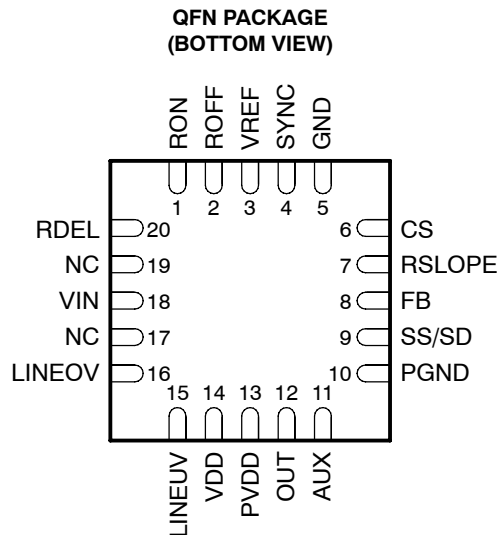 QFN PACKAGE
(BOTTOM VIEW)
RON ROFF VREF SYNC GND
1 2 3 4 5
RDEL 20 6 CS
NC 19 7 RSLOPE
VIN 18 8 FB
NC 17 9 SS/SD
LINEOV 16 10 PGND
15 14 13 12 11
LINEUV VDD PVDD OUT AUX